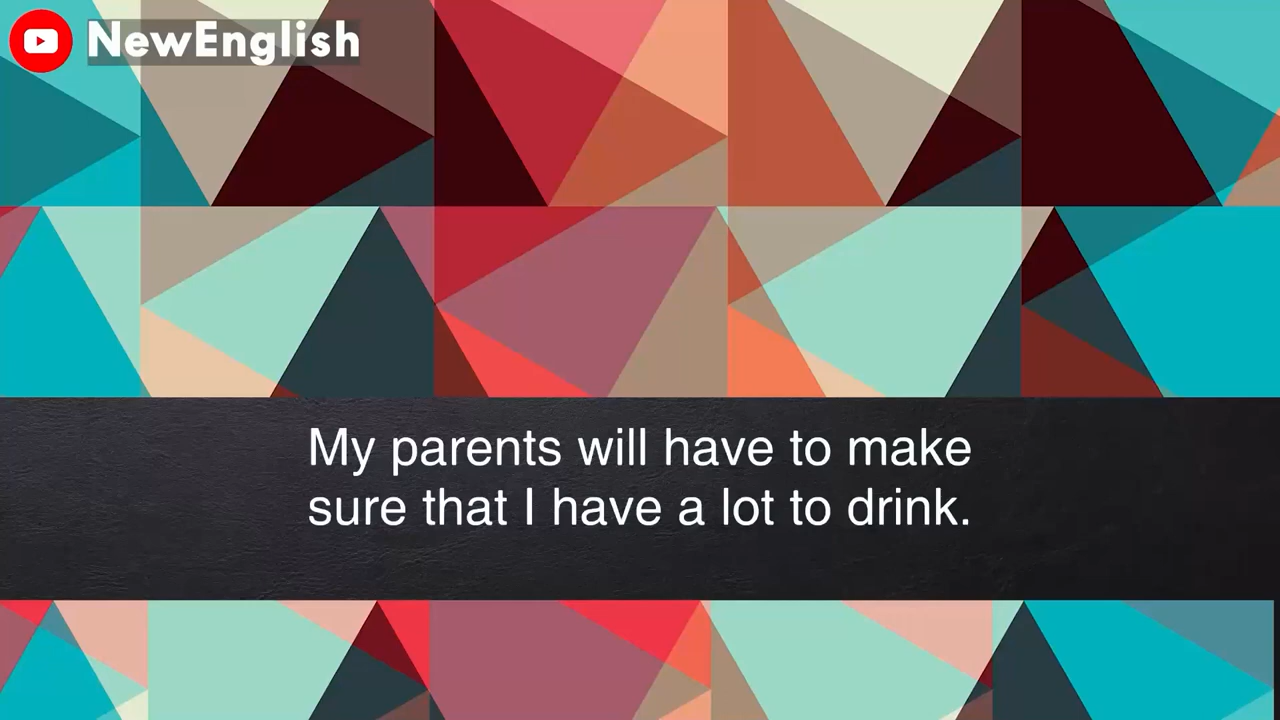 NewEnglish
My parents will have to make
sure that I have a lot to drink.